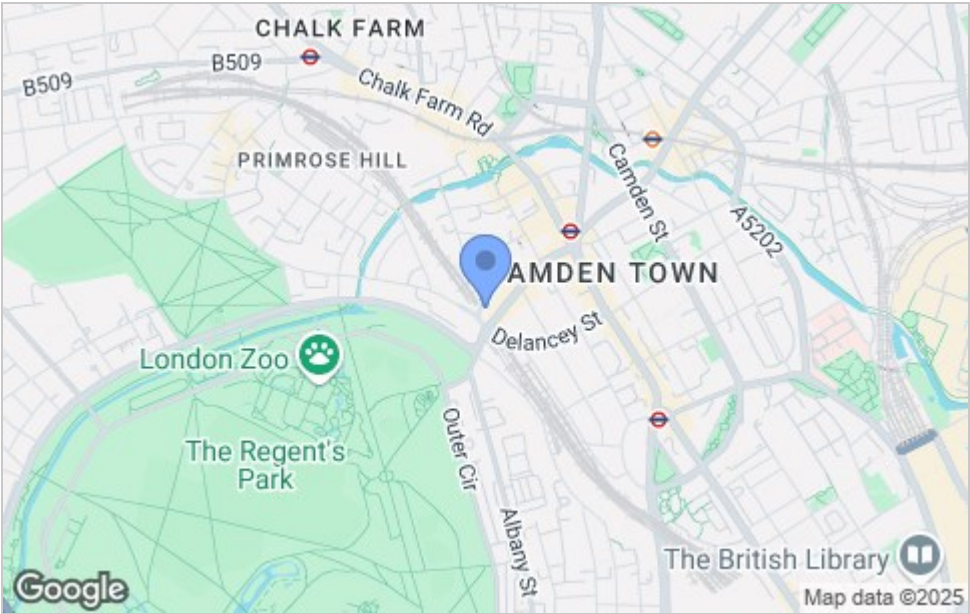 CHALK FARM
B509
B509
Chalk Farm Rd
PRIMROSE HILL
Camden St
A5202
AMDEN TOWN
Delancey St
London Zoo
The Regent's
Park
Outer Cir
Albany St
The British Library
Google
Map data ©2025